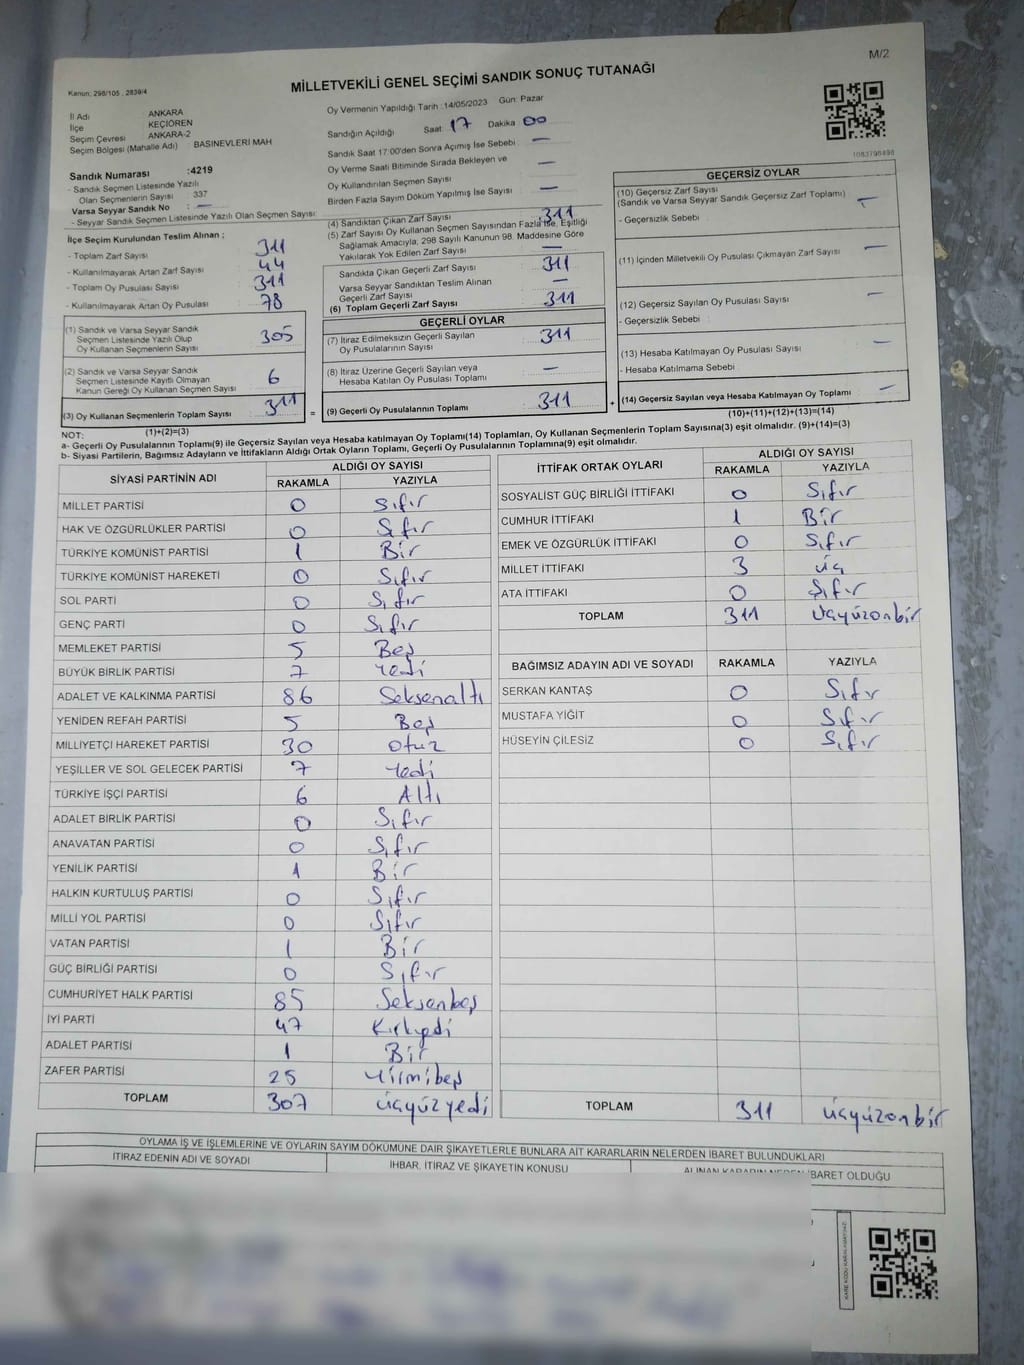 M/2
MİLLETVEKİLİ GENEL SEÇİMİ SANDIK SONUÇ TUTANAĞI
Kanun: 298/105 , 2839/4
İl Adı ANKARA
İlçe KEÇİÖREN
Seçim Çevresi ANKARA-2
Seçim Bölgesi (Mahalle Adı) : BASINEVLERİ MAH
Sandık Numarası :4219
- Sandık Seçmen Listesinde Yazılı
Olan Seçmenlerin Sayısı 337
Varsa Seyyar Sandık No : —
- Seyyar Sandık Seçmen Listesinde Yazılı Olan Seçmen Sayısı:
Oy Vermenin Yapıldığı Tarih :14/05/2023 Gün: Pazar
Sandığın Açıldığı Saat: 17 Dakika 00
Sandık Saat 17:00'den Sonra Açımış İse Sebebi : —
Oy Verme Saati Bitiminde Sırada Bekleyen ve
Oy Kullandırılan Seçmen Sayısı —
Birden Fazla Sayım Döküm Yapılmış İse Sayısı —
1083798498
İlçe Seçim Kurulundan Teslim Alınan ;
- Toplam Zarf Sayısı 311
- Kullanılmayarak Artan Zarf Sayısı 44
- Toplam Oy Pusulası Sayısı 311
- Kullanılmayarak Artan Oy Pusulası 78
(1) Sandık ve Varsa Seyyar Sandık
Seçmen Listesinde Yazılı Olup
Oy Kullanan Seçmenlerin Sayısı 305
(2) Sandık ve Varsa Seyyar Sandık
Seçmen Listesinde Kayıtlı Olmayan
Kanun Gereği Oy Kullanan Seçmen Sayısı 6
(3) Oy Kullanan Seçmenlerin Toplam Sayısı 311
(1)+(2)=(3)
(4) Sandıktan Çıkan Zarf Sayısı 311
(5) Zarf Sayısı Oy Kullanan Seçmen Sayısından Fazla İse, Eşitliği
Sağlamak Amacıyla, 298 Sayılı Kanunun 98. Maddesine Göre
Yakılarak Yok Edilen Zarf Sayısı —
Sandıkta Çıkan Geçerli Zarf Sayısı 311
Varsa Seyyar Sandıktan Teslim Alınan
Geçerli Zarf Sayısı —
(6) Toplam Geçerli Zarf Sayısı 311
GEÇERLİ OYLAR
(7) İtiraz Edilmeksizin Geçerli Sayılan
Oy Pusulalarının Sayısı 311
(8) İtiraz Üzerine Geçerli Sayılan veya
Hesaba Katılan Oy Pusulası Toplamı —
= (9) Geçerli Oy Pusulalarının Toplamı 311 +
GEÇERSİZ OYLAR
(10) Geçersiz Zarf Sayısı
(Sandık ve Varsa Seyyar Sandık Geçersiz Zarf Toplamı) —
- Geçersizlik Sebebi :
(11) İçinden Milletvekili Oy Pusulası Çıkmayan Zarf Sayısı —
(12) Geçersiz Sayılan Oy Pusulası Sayısı —
- Geçersizlik Sebebi :
(13) Hesaba Katılmayan Oy Pusulası Sayısı —
- Hesaba Katılmama Sebebi :
(14) Geçersiz Sayılan veya Hesaba Katılmayan Oy Toplamı —
(10)+(11)+(12)+(13)=(14)
NOT:
a- Geçerli Oy Pusulalarının Toplamı(9) ile Geçersiz Sayılan veya Hesaba katılmayan Oy Toplamı(14) Toplamları, Oy Kullanan Seçmenlerin Toplam Sayısına(3) eşit olmalıdır. (9)+(14)=(3)
b- Siyasi Partilerin, Bağımsız Adayların ve İttifakların Aldığı Ortak Oyların Toplamı, Geçerli Oy Pusulalarının Toplamına(9) eşit olmalıdır.
SİYASİ PARTİNİN ADI ALDIĞI OY SAYISI
RAKAMLA YAZIYLA
MİLLET PARTİSİ 0 Sıfır
HAK VE ÖZGÜRLÜKLER PARTİSİ 0 Sıfır
TÜRKİYE KOMÜNİST PARTİSİ 1 Bir
TÜRKİYE KOMÜNİST HAREKETİ 0 Sıfır
SOL PARTİ 0 Sıfır
GENÇ PARTİ 0 Sıfır
MEMLEKET PARTİSİ 5 Beş
BÜYÜK BİRLİK PARTİSİ 7 Yedi
ADALET VE KALKINMA PARTİSİ 86 Seksenaltı
YENİDEN REFAH PARTİSİ 5 Beş
MİLLİYETÇİ HAREKET PARTİSİ 30 Otuz
YEŞİLLER VE SOL GELECEK PARTİSİ 7 Yedi
TÜRKİYE İŞÇİ PARTİSİ 6 Altı
ADALET BİRLİK PARTİSİ 0 Sıfır
ANAVATAN PARTİSİ 0 Sıfır
YENİLİK PARTİSİ 1 Bir
HALKIN KURTULUŞ PARTİSİ 0 Sıfır
MİLLİ YOL PARTİSİ 0 Sıfır
VATAN PARTİSİ 1 Bir
GÜÇ BİRLİĞİ PARTİSİ 0 Sıfır
CUMHURİYET HALK PARTİSİ 85 Seksenbeş
İYİ PARTİ 47 Kırkyedi
ADALET PARTİSİ 1 Bir
ZAFER PARTİSİ 25 Yirmibeş
TOPLAM 307 Üçyüzyedi
İTTİFAK ORTAK OYLARI ALDIĞI OY SAYISI
RAKAMLA YAZIYLA
SOSYALİST GÜÇ BİRLİĞİ İTTİFAKI 0 Sıfır
CUMHUR İTTİFAKI 1 Bir
EMEK VE ÖZGÜRLÜK İTTİFAKI 0 Sıfır
MİLLET İTTİFAKI 3 Üç
ATA İTTİFAKI 0 Sıfır
TOPLAM 311 Üçyüzonbir
BAĞIMSIZ ADAYIN ADI VE SOYADI RAKAMLA YAZIYLA
SERKAN KANTAŞ 0 Sıfır
MUSTAFA YİĞİT 0 Sıfır
HÜSEYİN ÇİLESİZ 0 Sıfır
TOPLAM 311 Üçyüzonbir
OYLAMA İŞ VE İŞLEMLERİNE VE OYLARIN SAYIM DÖKÜMÜNE DAİR ŞİKAYETLERLE BUNLARA AİT KARARLARIN NELERDEN İBARET BULUNDUKLARI
İTİRAZ EDENİN ADI VE SOYADI İHBAR, İTİRAZ VE ŞİKAYETİN KONUSU ALINAN KARARIN NEDEN İBARET OLDUĞU